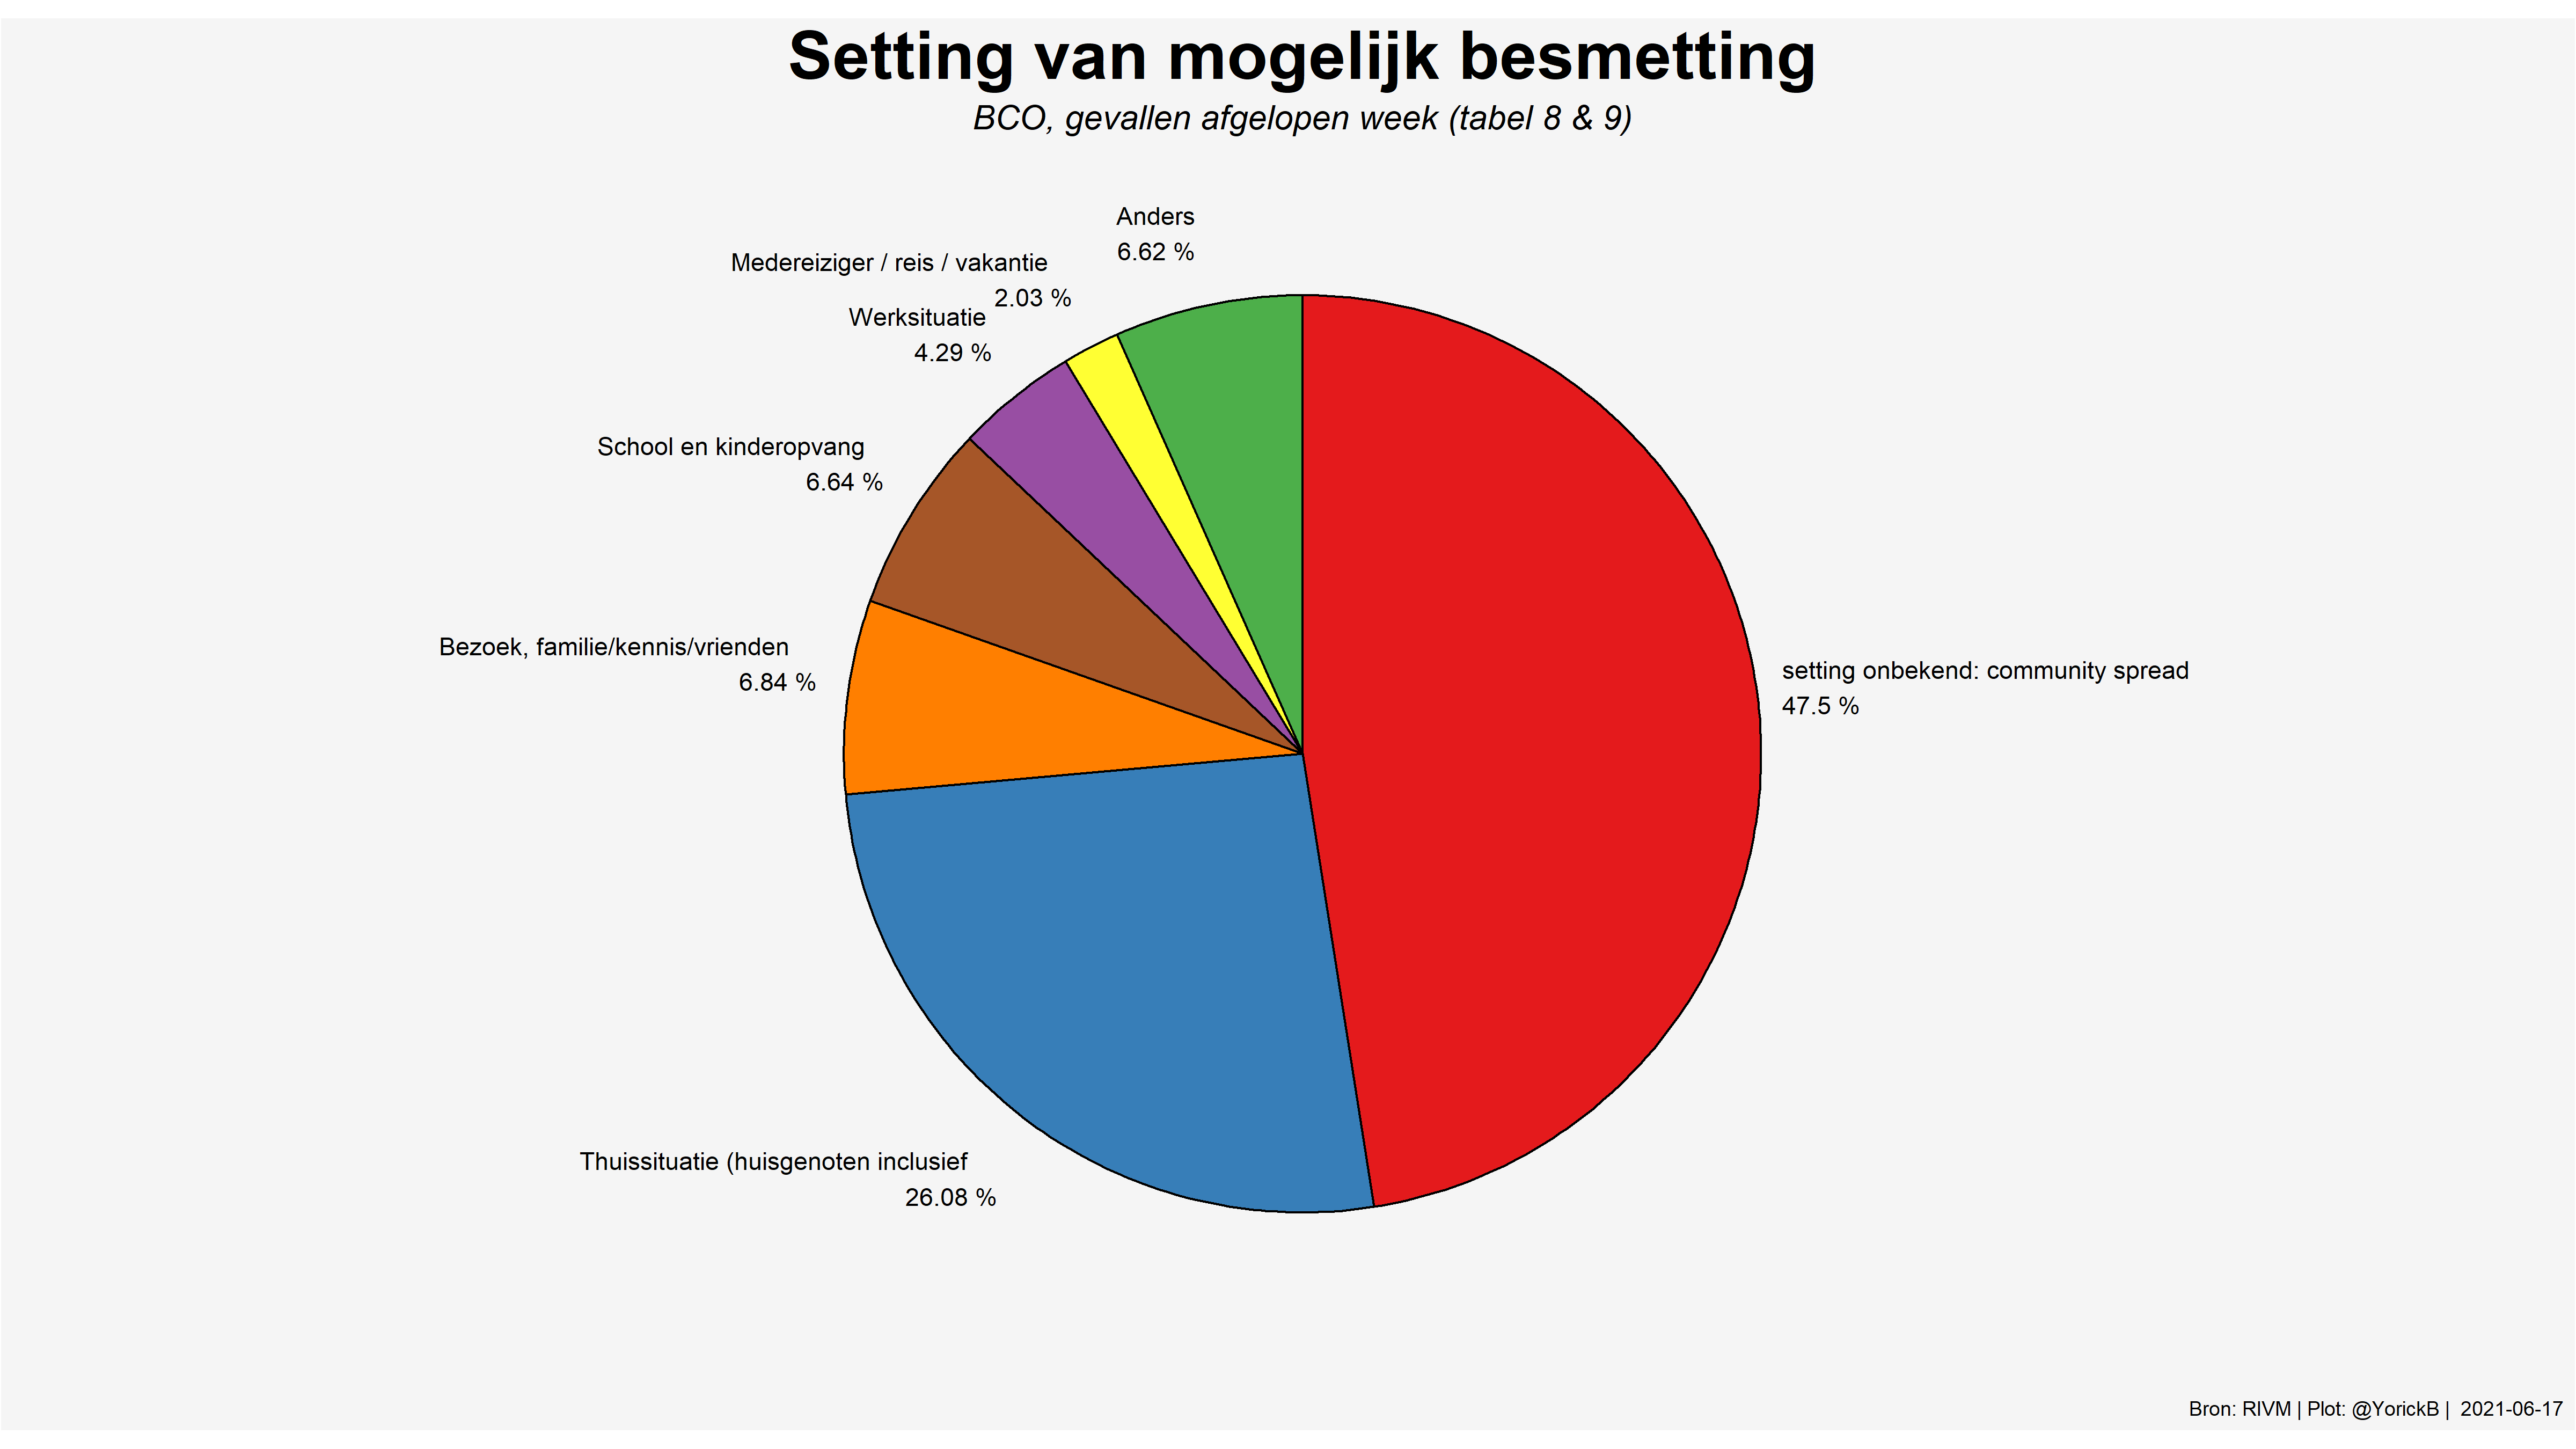 Setting van mogelijk besmetting
BCO, gevallen afgelopen week (tabel 8 & 9)
Anders
6.62 %
Medereiziger / reis / vakantie
2.03 %
Werksituatie
4.29 %
School en kinderopvang
6.64 %
Bezoek, familie/kennis/vrienden
6.84 %
setting onbekend: community spread
47.5 %
Thuissituatie (huisgenoten inclusief
26.08 %
Bron: RIVM | Plot: @YorickB | 2021-06-17